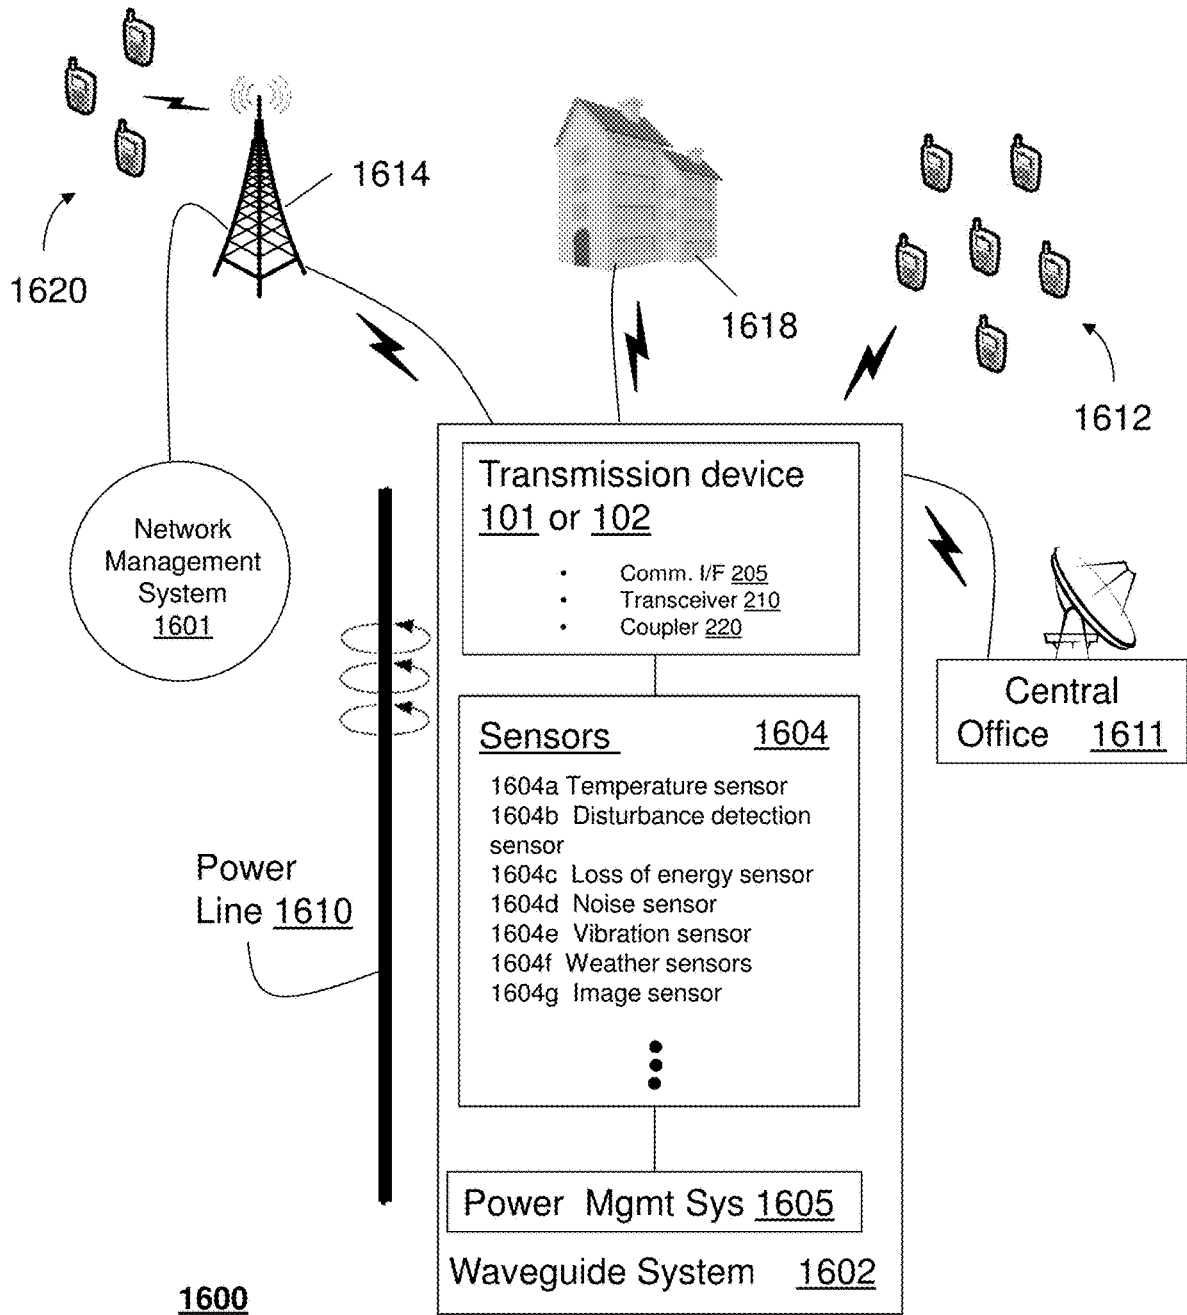 1614
1620
1618
1612
Transmission device
101 or 102
• Comm. I/F 205
• Transceiver 210
• Coupler 220
Network
Management
System
1601
Central
Office 1611
Sensors 1604
1604a Temperature sensor
1604b Disturbance detection
sensor
1604c Loss of energy sensor
1604d Noise sensor
1604e Vibration sensor
1604f Weather sensors
1604g Image sensor
Power
Line 1610
Power Mgmt Sys 1605
Waveguide System 1602
1600